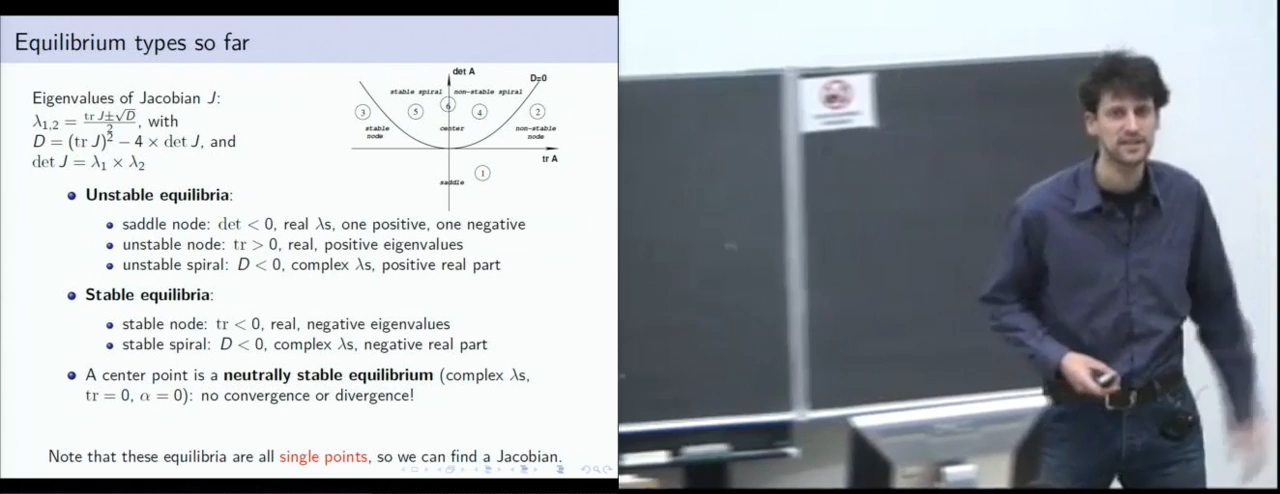 Equilibrium types so far
Eigenvalues of Jacobian J:
λ1,2 = tr J±√D / 2, with
D = (tr J)² − 4 × det J, and
det J = λ1 × λ2
det A
D=0
stable spiral
non-stable spiral
3
5
6
4
2
stable
node
center
non-stable
node
tr A
1
saddle
Unstable equilibria:
saddle node: det < 0, real λs, one positive, one negative
unstable node: tr > 0, real, positive eigenvalues
unstable spiral: D < 0, complex λs, positive real part
Stable equilibria:
stable node: tr < 0, real, negative eigenvalues
stable spiral: D < 0, complex λs, negative real part
A center point is a neutrally stable equilibrium (complex λs,
tr = 0, α = 0): no convergence or divergence!
Note that these equilibria are all single points, so we can find a Jacobian.